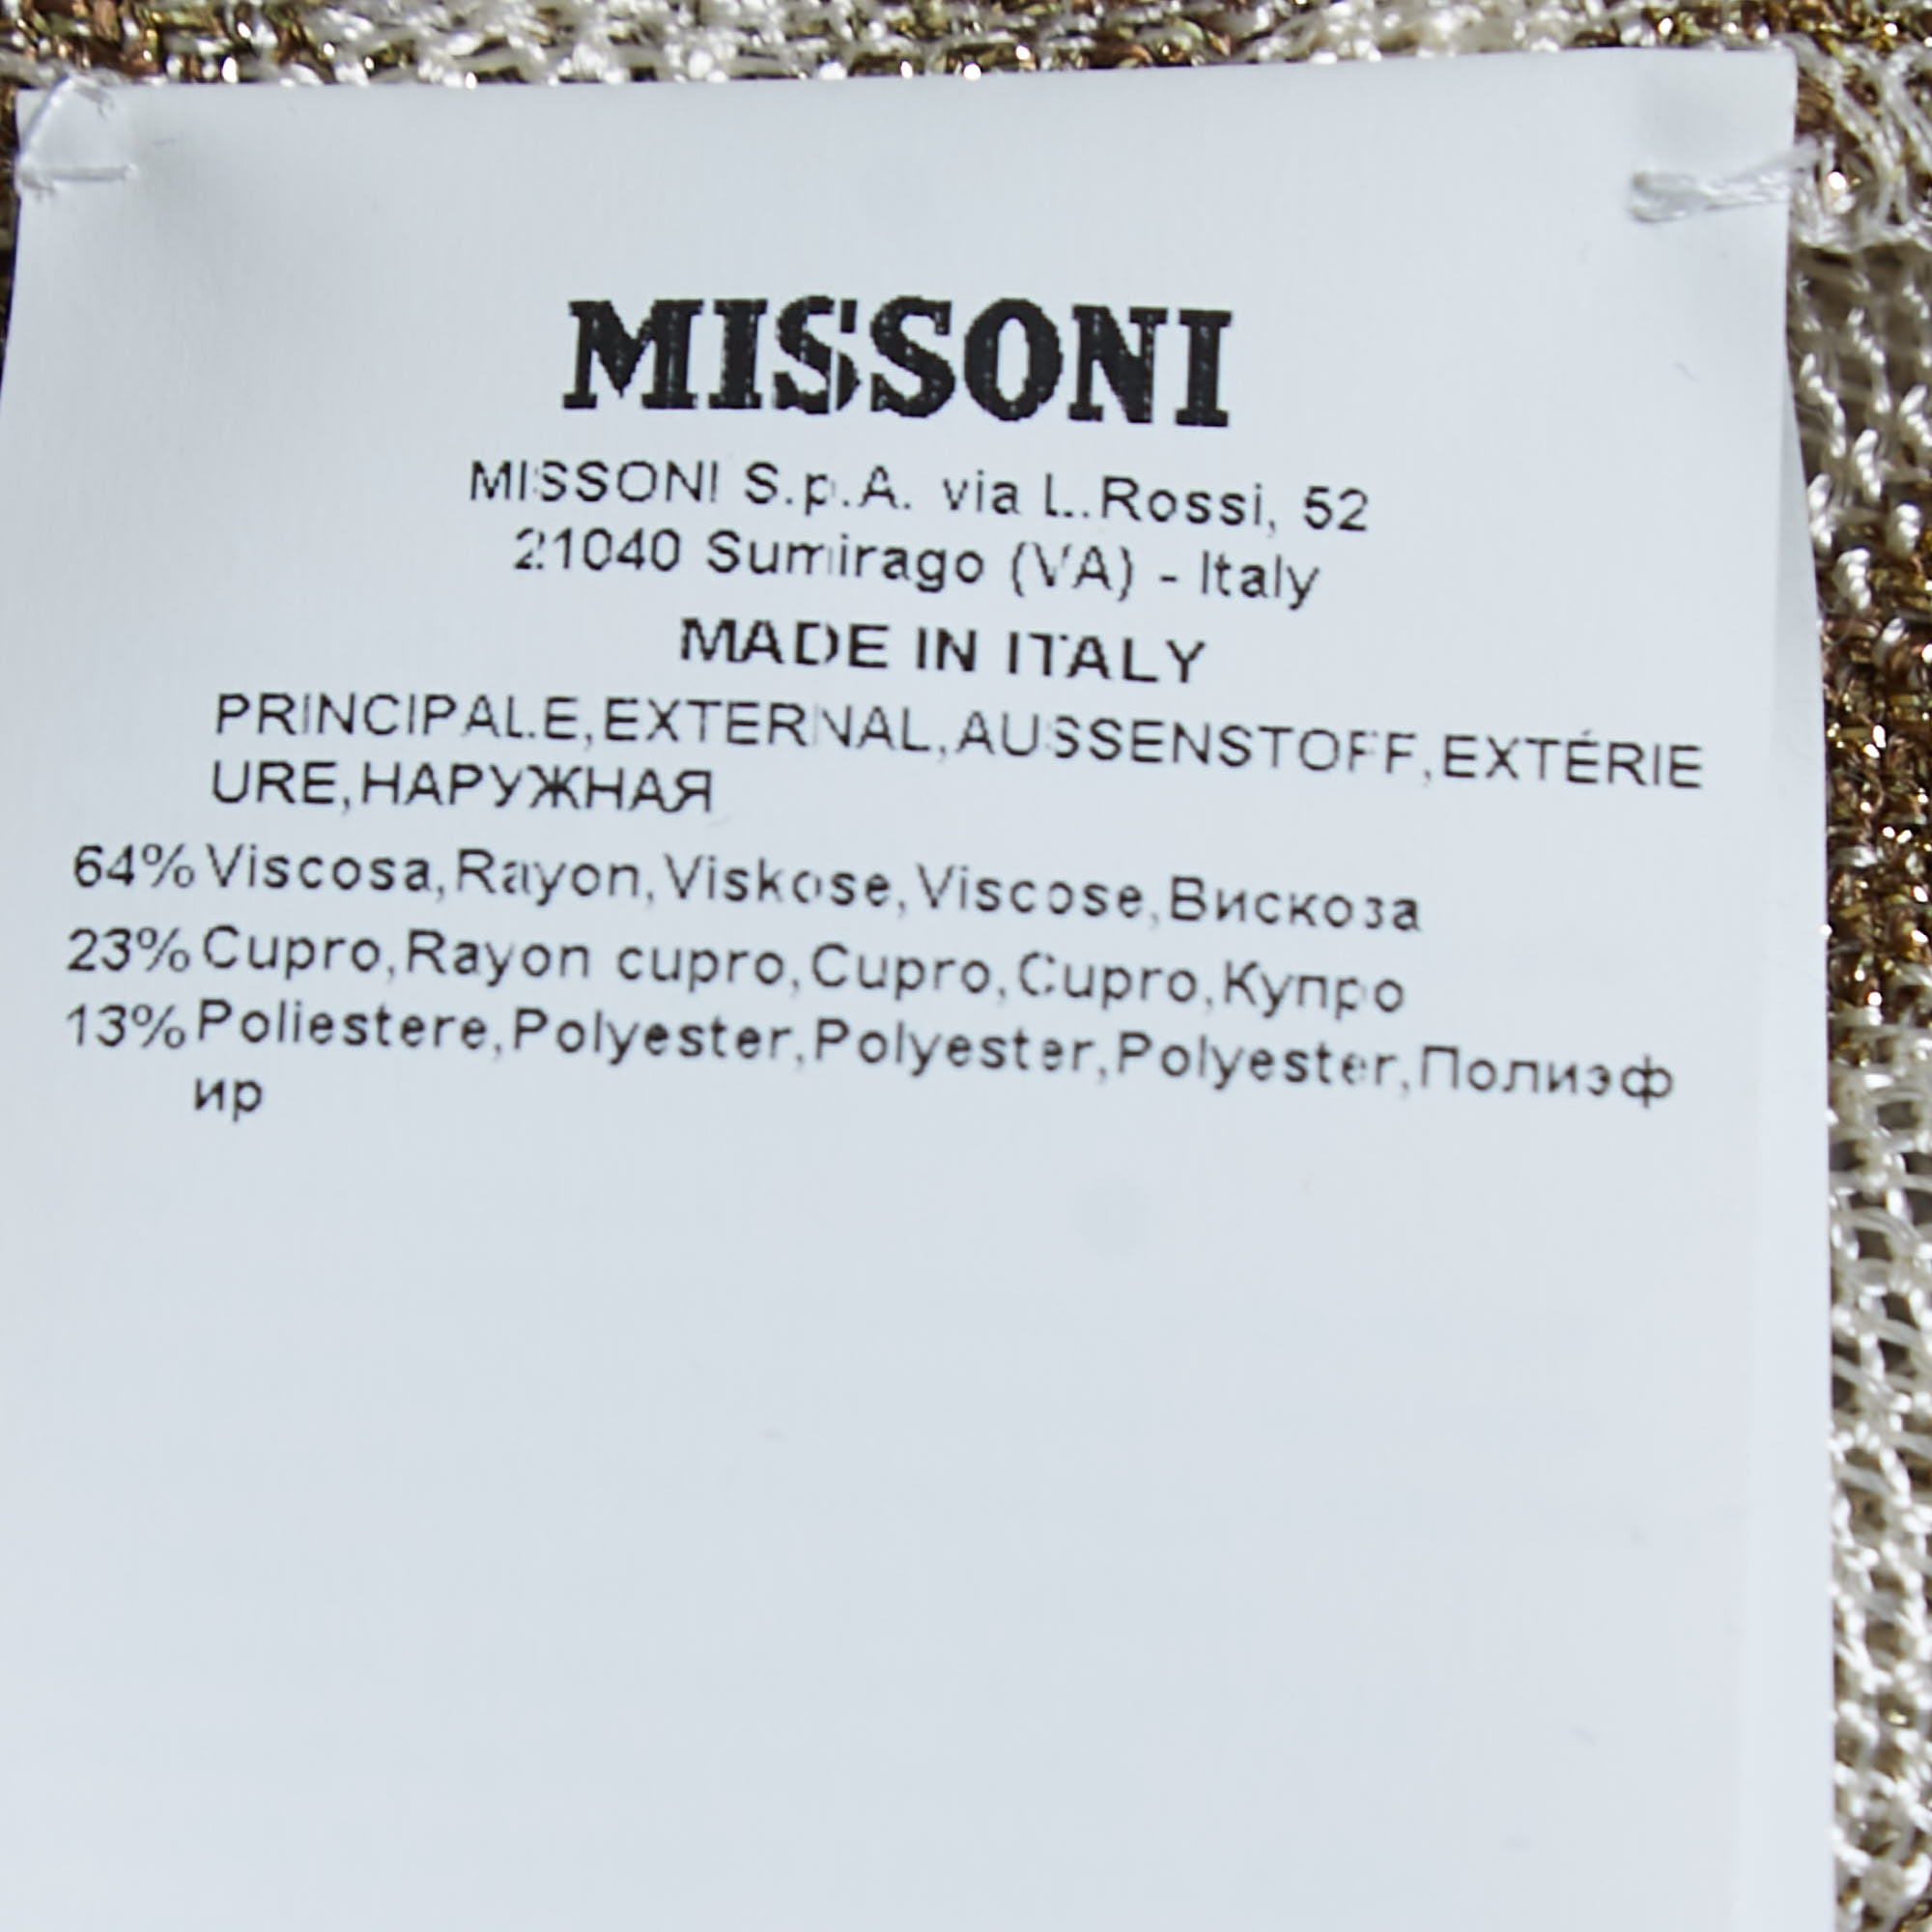 MISSONI
MISSONI S.p.A. via L.Rossi, 52
21040 Sumirago (VA) - Italy
MADE IN ITALY
PRINCIPALE,EXTERNAL,AUSSENSTOFF,EXTÉRIE
URE,НАРУЖНАЯ
64% Viscosa,Rayon,Viskose,Viscose,Вискоза
23% Cupro,Rayon cupro,Cupro,Cupro,Купро
13% Poliestere,Polyester,Polyester,Polyester,Полиэф
ир